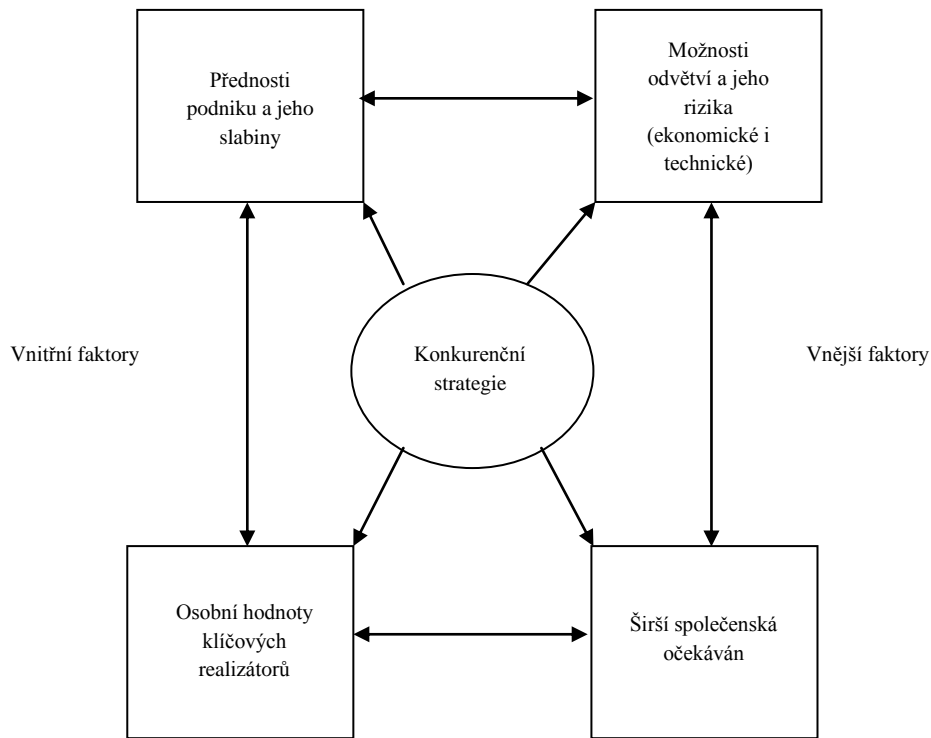 Přednosti
podniku a jeho
slabiny
Možnosti
odvětví a jeho
rizika
(ekonomické i
technické)
Vnitřní faktory
Konkurenční
strategie
Vnější faktory
Osobní hodnoty
klíčových
realizátorů
Širší společenská
očekáván